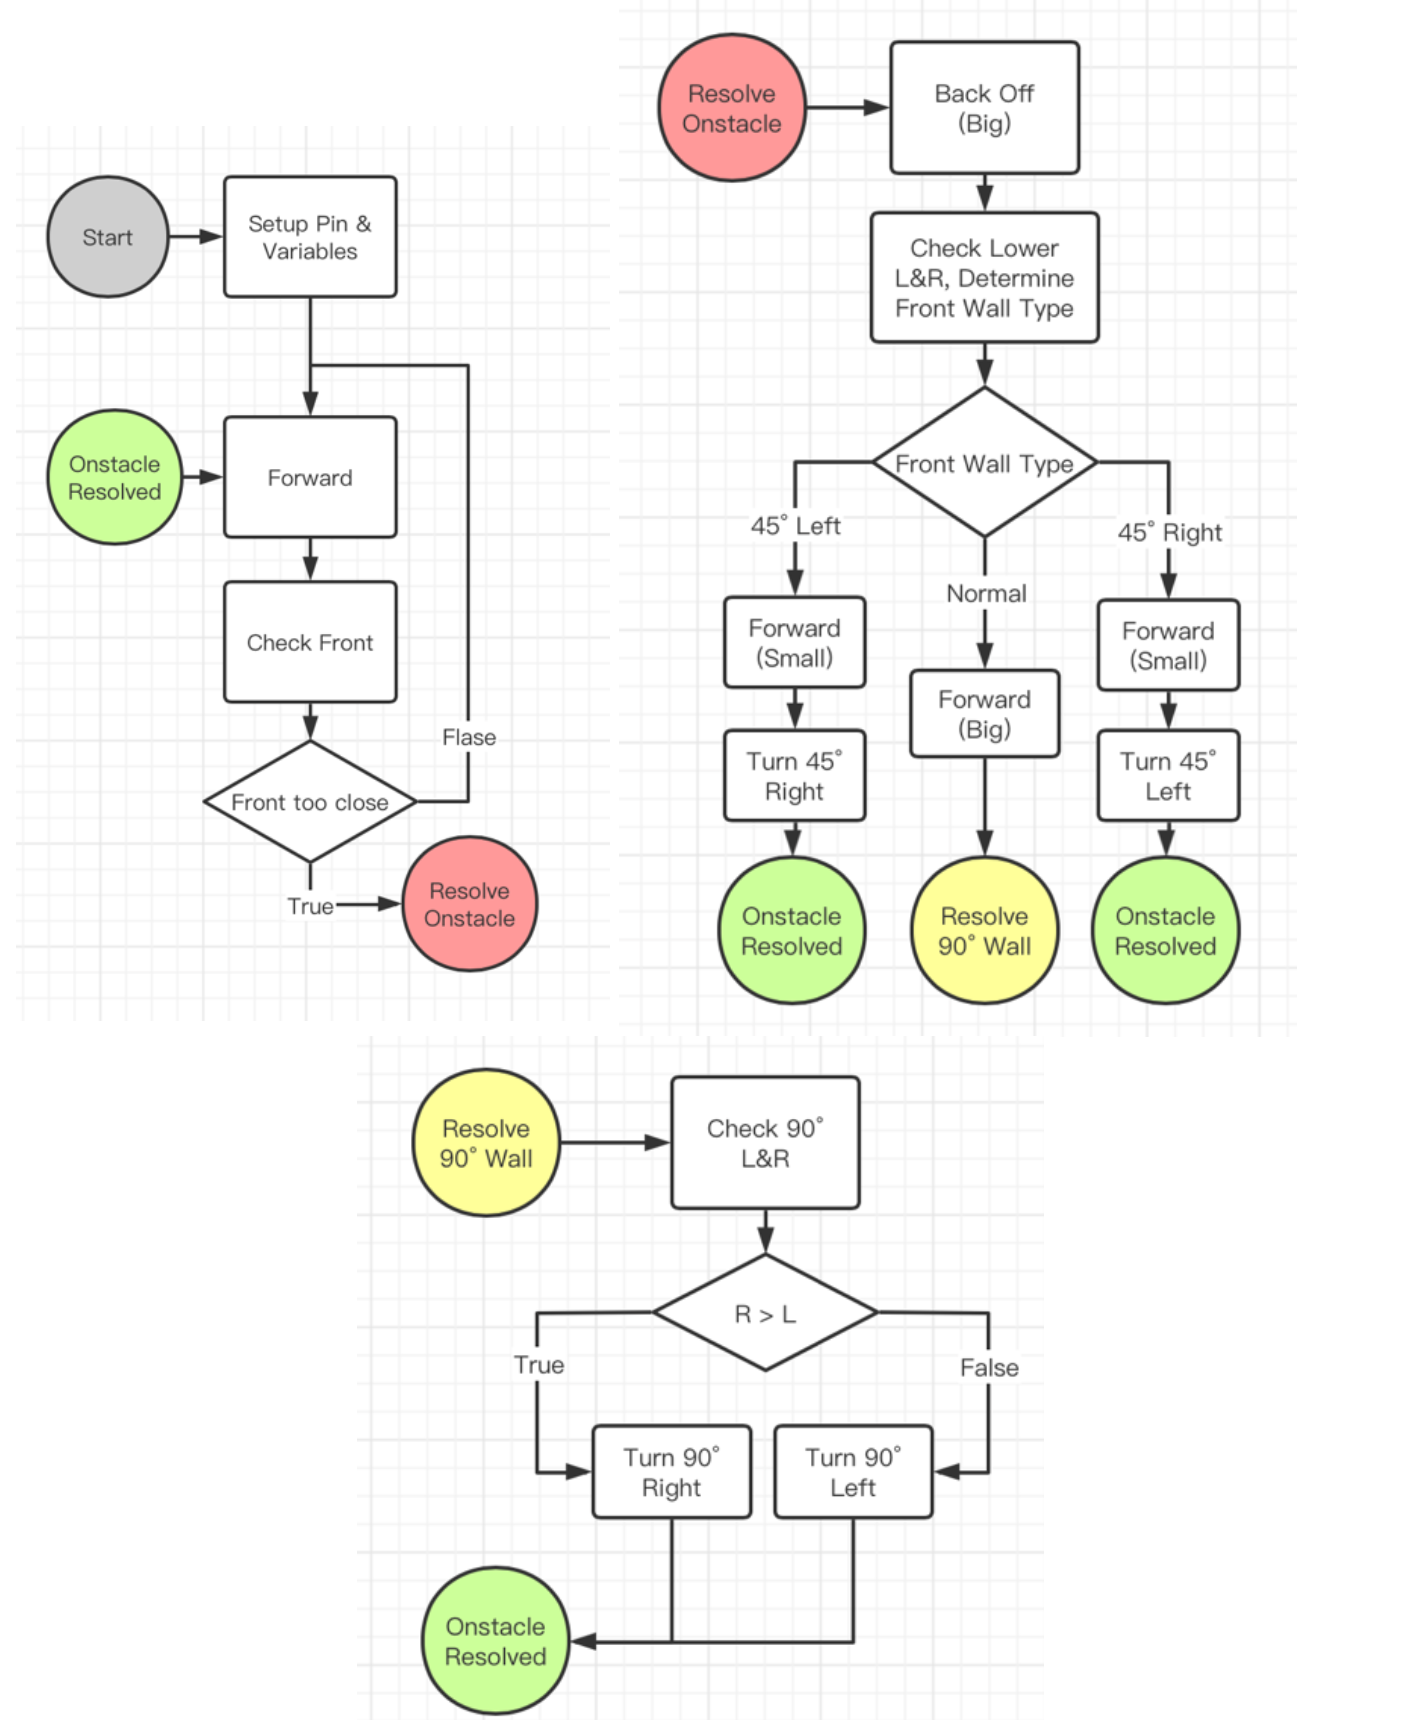 Start
Setup Pin &
Variables
Onstacle
Resolved
Forward
Check Front
Flase
Front too close
True
Resolve
Onstacle
Resolve
Onstacle
Back Off
(Big)
Check Lower
L&R, Determine
Front Wall Type
Front Wall Type
45° Left
45° Right
Normal
Forward
(Small)
Forward
(Big)
Forward
(Small)
Turn 45°
Right
Turn 45°
Left
Onstacle
Resolved
Resolve
90° Wall
Onstacle
Resolved
Resolve
90° Wall
Check 90°
L&R
R > L
True
False
Turn 90°
Right
Turn 90°
Left
Onstacle
Resolved